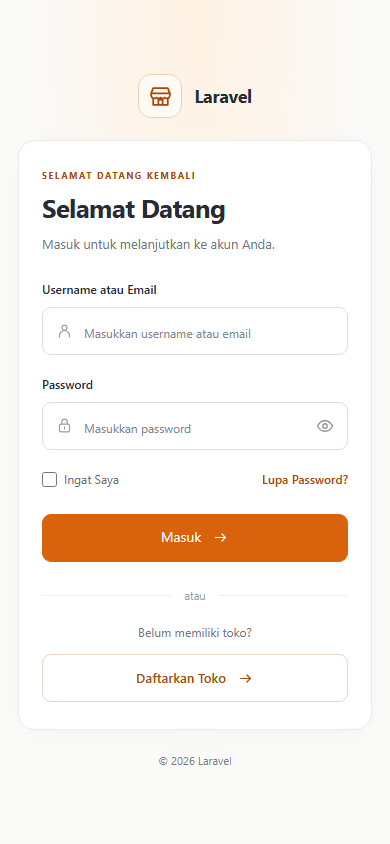 Laravel
SELAMAT DATANG KEMBALI
Selamat Datang
Masuk untuk melanjutkan ke akun Anda.
Username atau Email
Masukkan username atau email
Password
Masukkan password
Ingat Saya
Lupa Password?
Masuk →
atau
Belum memiliki toko?
Daftarkan Toko →
© 2026 Laravel